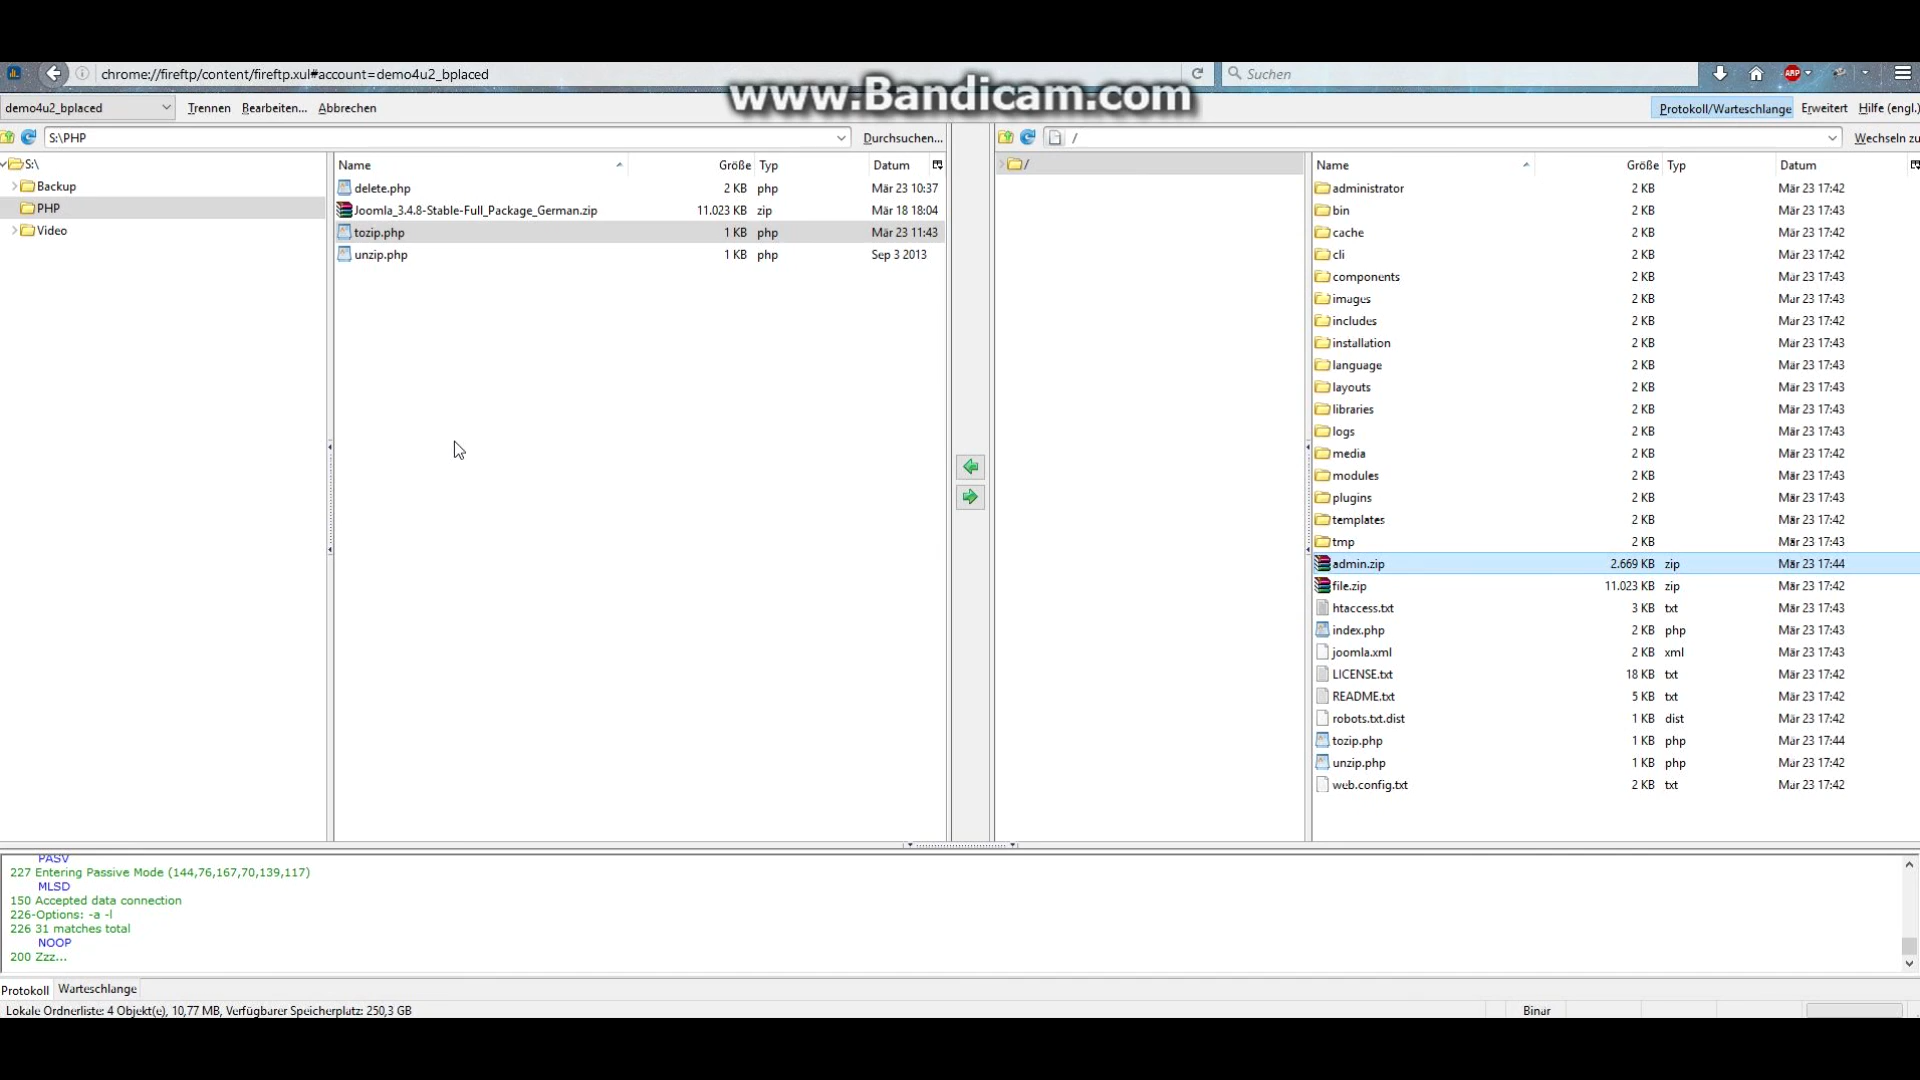 chrome://fireftp/content/fireftp.xul#account=demo4u2_bplaced
Suchen
ABP
www.Bandicam.com
demo4u2_bplaced Trennen Bearbeiten... Abbrechen Protokoll/Warteschlange Erweitert Hilfe (engl.)
S:\PHP Durchsuchen... / Wechseln zu
S:\
Backup
PHP
Video
Name Größe Typ Datum
delete.php 2 KB php Mär 23 10:37
Joomla_3.4.8-Stable-Full_Package_German.zip 11.023 KB zip Mär 18 18:04
tozip.php 1 KB php Mär 23 11:43
unzip.php 1 KB php Sep 3 2013
/
Name Größe Typ Datum
administrator 2 KB Mär 23 17:42
bin 2 KB Mär 23 17:43
cache 2 KB Mär 23 17:42
cli 2 KB Mär 23 17:42
components 2 KB Mär 23 17:43
images 2 KB Mär 23 17:43
includes 2 KB Mär 23 17:42
installation 2 KB Mär 23 17:43
language 2 KB Mär 23 17:43
layouts 2 KB Mär 23 17:43
libraries 2 KB Mär 23 17:43
logs 2 KB Mär 23 17:43
media 2 KB Mär 23 17:42
modules 2 KB Mär 23 17:43
plugins 2 KB Mär 23 17:43
templates 2 KB Mär 23 17:42
tmp 2 KB Mär 23 17:43
admin.zip 2.669 KB zip Mär 23 17:44
file.zip 11.023 KB zip Mär 23 17:42
htaccess.txt 3 KB txt Mär 23 17:43
index.php 2 KB php Mär 23 17:43
joomla.xml 2 KB xml Mär 23 17:43
LICENSE.txt 18 KB txt Mär 23 17:42
README.txt 5 KB txt Mär 23 17:42
robots.txt.dist 1 KB dist Mär 23 17:42
tozip.php 1 KB php Mär 23 17:44
unzip.php 1 KB php Mär 23 17:42
web.config.txt 2 KB txt Mär 23 17:42
PASV
227 Entering Passive Mode (144,76,167,70,139,117)
MLSD
150 Accepted data connection
226-Options: -a -l
226 31 matches total
NOOP
200 Zzz...
Protokoll Warteschlange
Lokale Ordnerliste: 4 Objekt(e), 10,77 MB, Verfügbarer Speicherplatz: 250,3 GB Binär